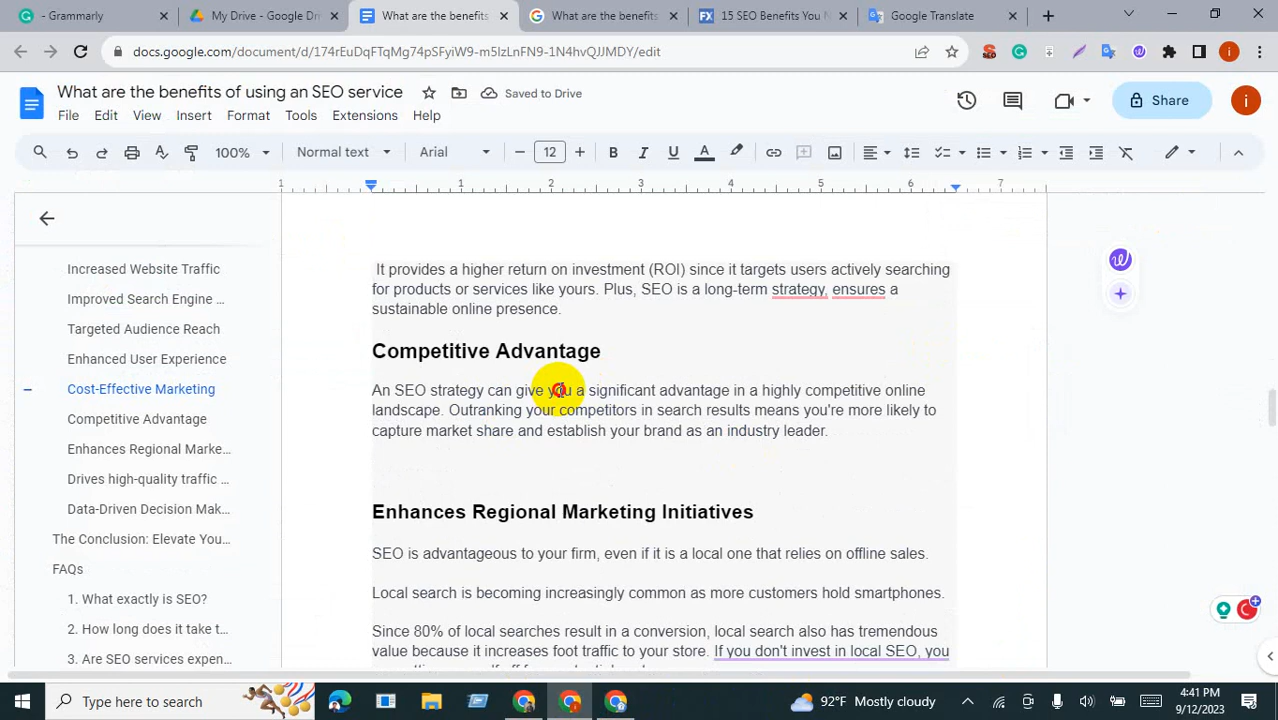 - Grammarly
My Drive - Google Dr
What are the benefits
What are the benefits
15 SEO Benefits You N
Google Translate
docs.google.com/document/d/174rEuDqFTqMg74pSFyiW9-m5lzLnFN9-1N4hvQJJMDY/edit
What are the benefits of using an SEO service
Saved to Drive
File Edit View Insert Format Tools Extensions Help
Share
100% Normal text Arial 12
1 1 2 3 4 5 6 7
Increased Website Traffic
Improved Search Engine ...
Targeted Audience Reach
Enhanced User Experience
Cost-Effective Marketing
Competitive Advantage
Enhances Regional Marke...
Drives high-quality traffic ...
Data-Driven Decision Mak...
The Conclusion: Elevate You...
FAQs
1. What exactly is SEO?
2. How long does it take t...
3. Are SEO services expen...
It provides a higher return on investment (ROI) since it targets users actively searching
for products or services like yours. Plus, SEO is a long-term strategy, ensures a
sustainable online presence.
Competitive Advantage
An SEO strategy can give you a significant advantage in a highly competitive online
landscape. Outranking your competitors in search results means you're more likely to
capture market share and establish your brand as an industry leader.
Enhances Regional Marketing Initiatives
SEO is advantageous to your firm, even if it is a local one that relies on offline sales.
Local search is becoming increasingly common as more customers hold smartphones.
Since 80% of local searches result in a conversion, local search also has tremendous
value because it increases foot traffic to your store. If you don't invest in local SEO, you
Type here to search
92°F Mostly cloudy
4:41 PM
9/12/2023